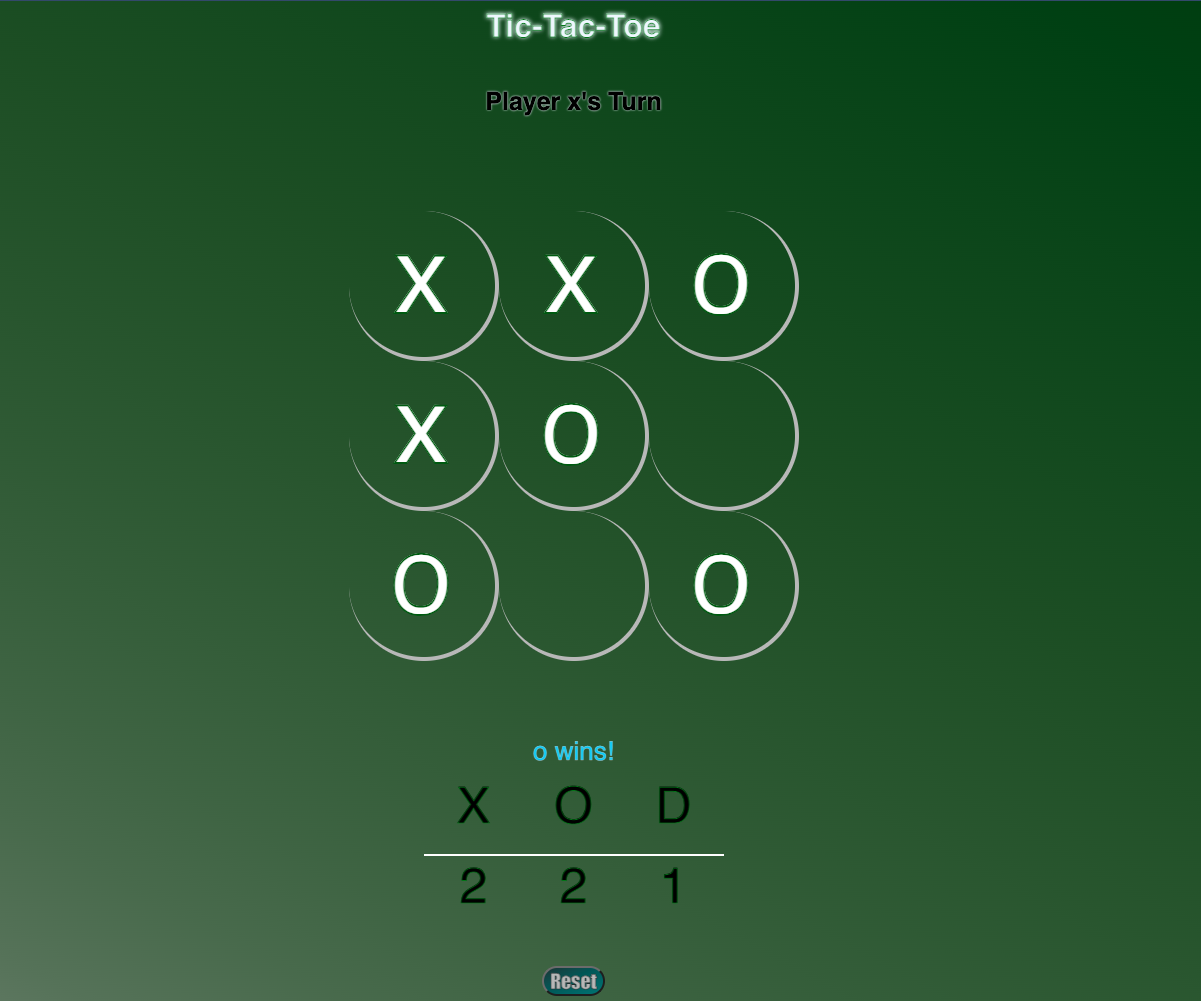 Tic-Tac-Toe
Player x's Turn
X X O
X O
O O
o wins!
X O D
2 2 1
Reset